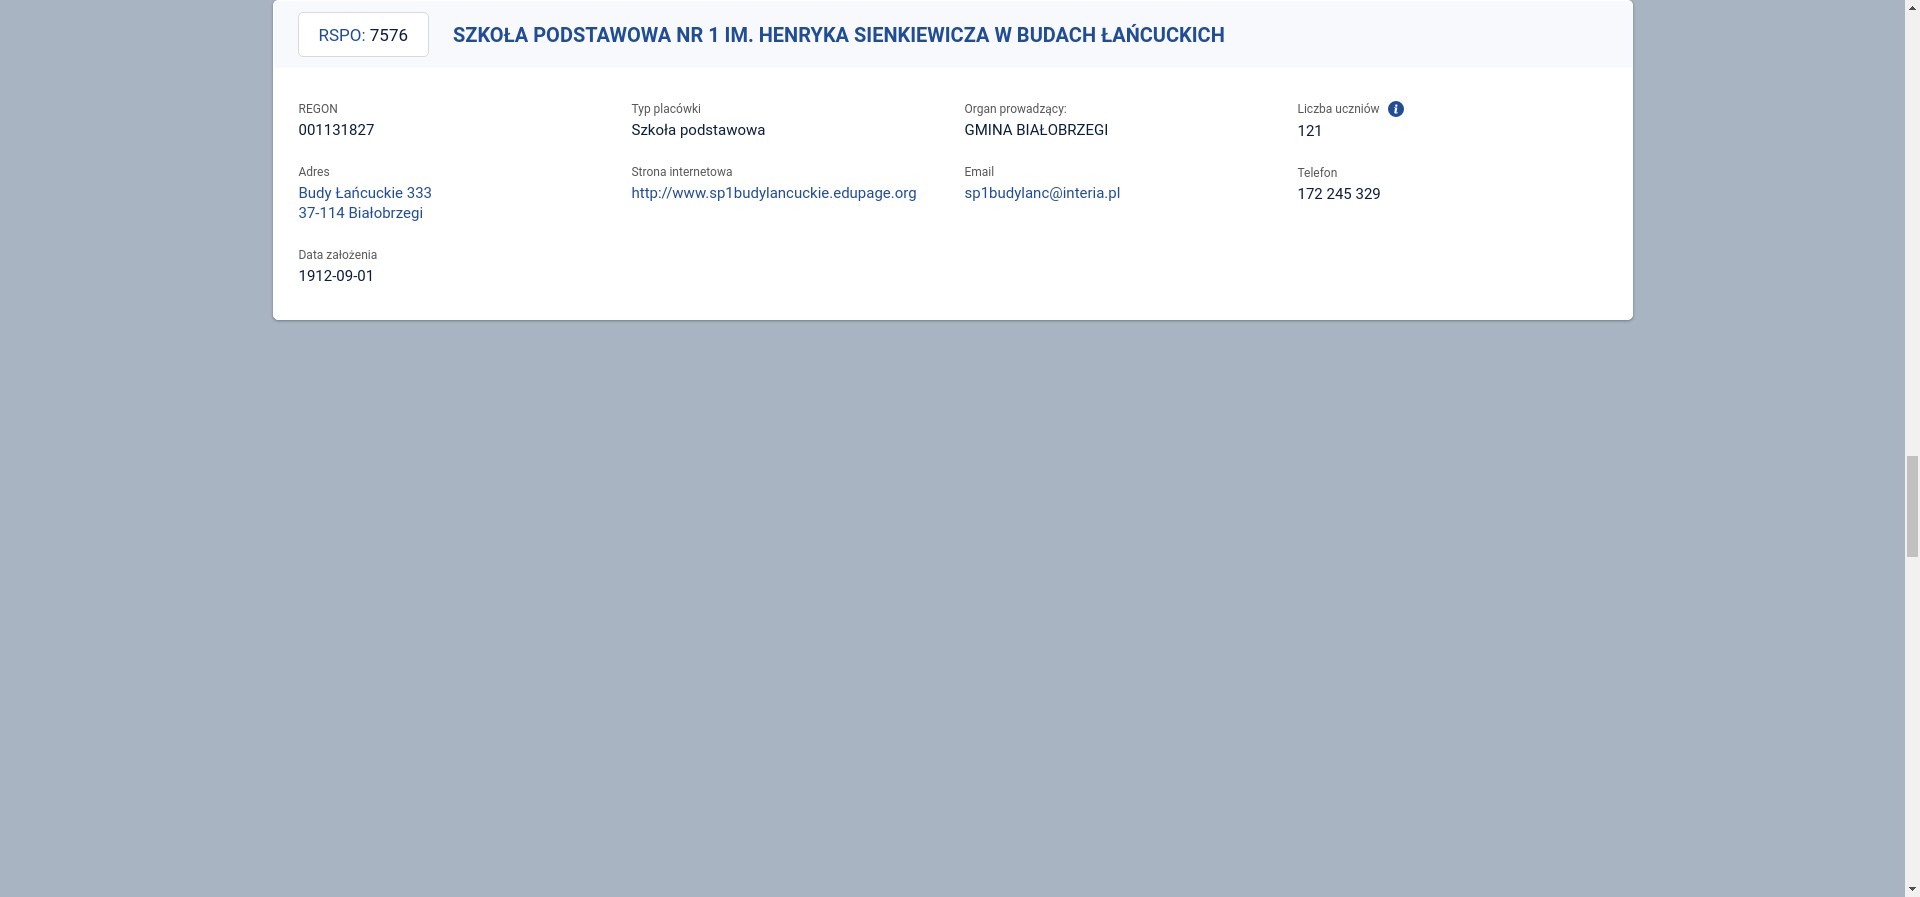 RSPO: 7576
SZKOŁA PODSTAWOWA NR 1 IM. HENRYKA SIENKIEWICZA W BUDACH ŁAŃCUCKICH
REGON
001131827
Typ placówki
Szkoła podstawowa
Organ prowadzący:
GMINA BIAŁOBRZEGI
Liczba uczniów
121
Adres
Budy Łańcuckie 333
37-114 Białobrzegi
Strona internetowa
http://www.sp1budylancuckie.edupage.org
Email
sp1budylanc@interia.pl
Telefon
172 245 329
Data założenia
1912-09-01